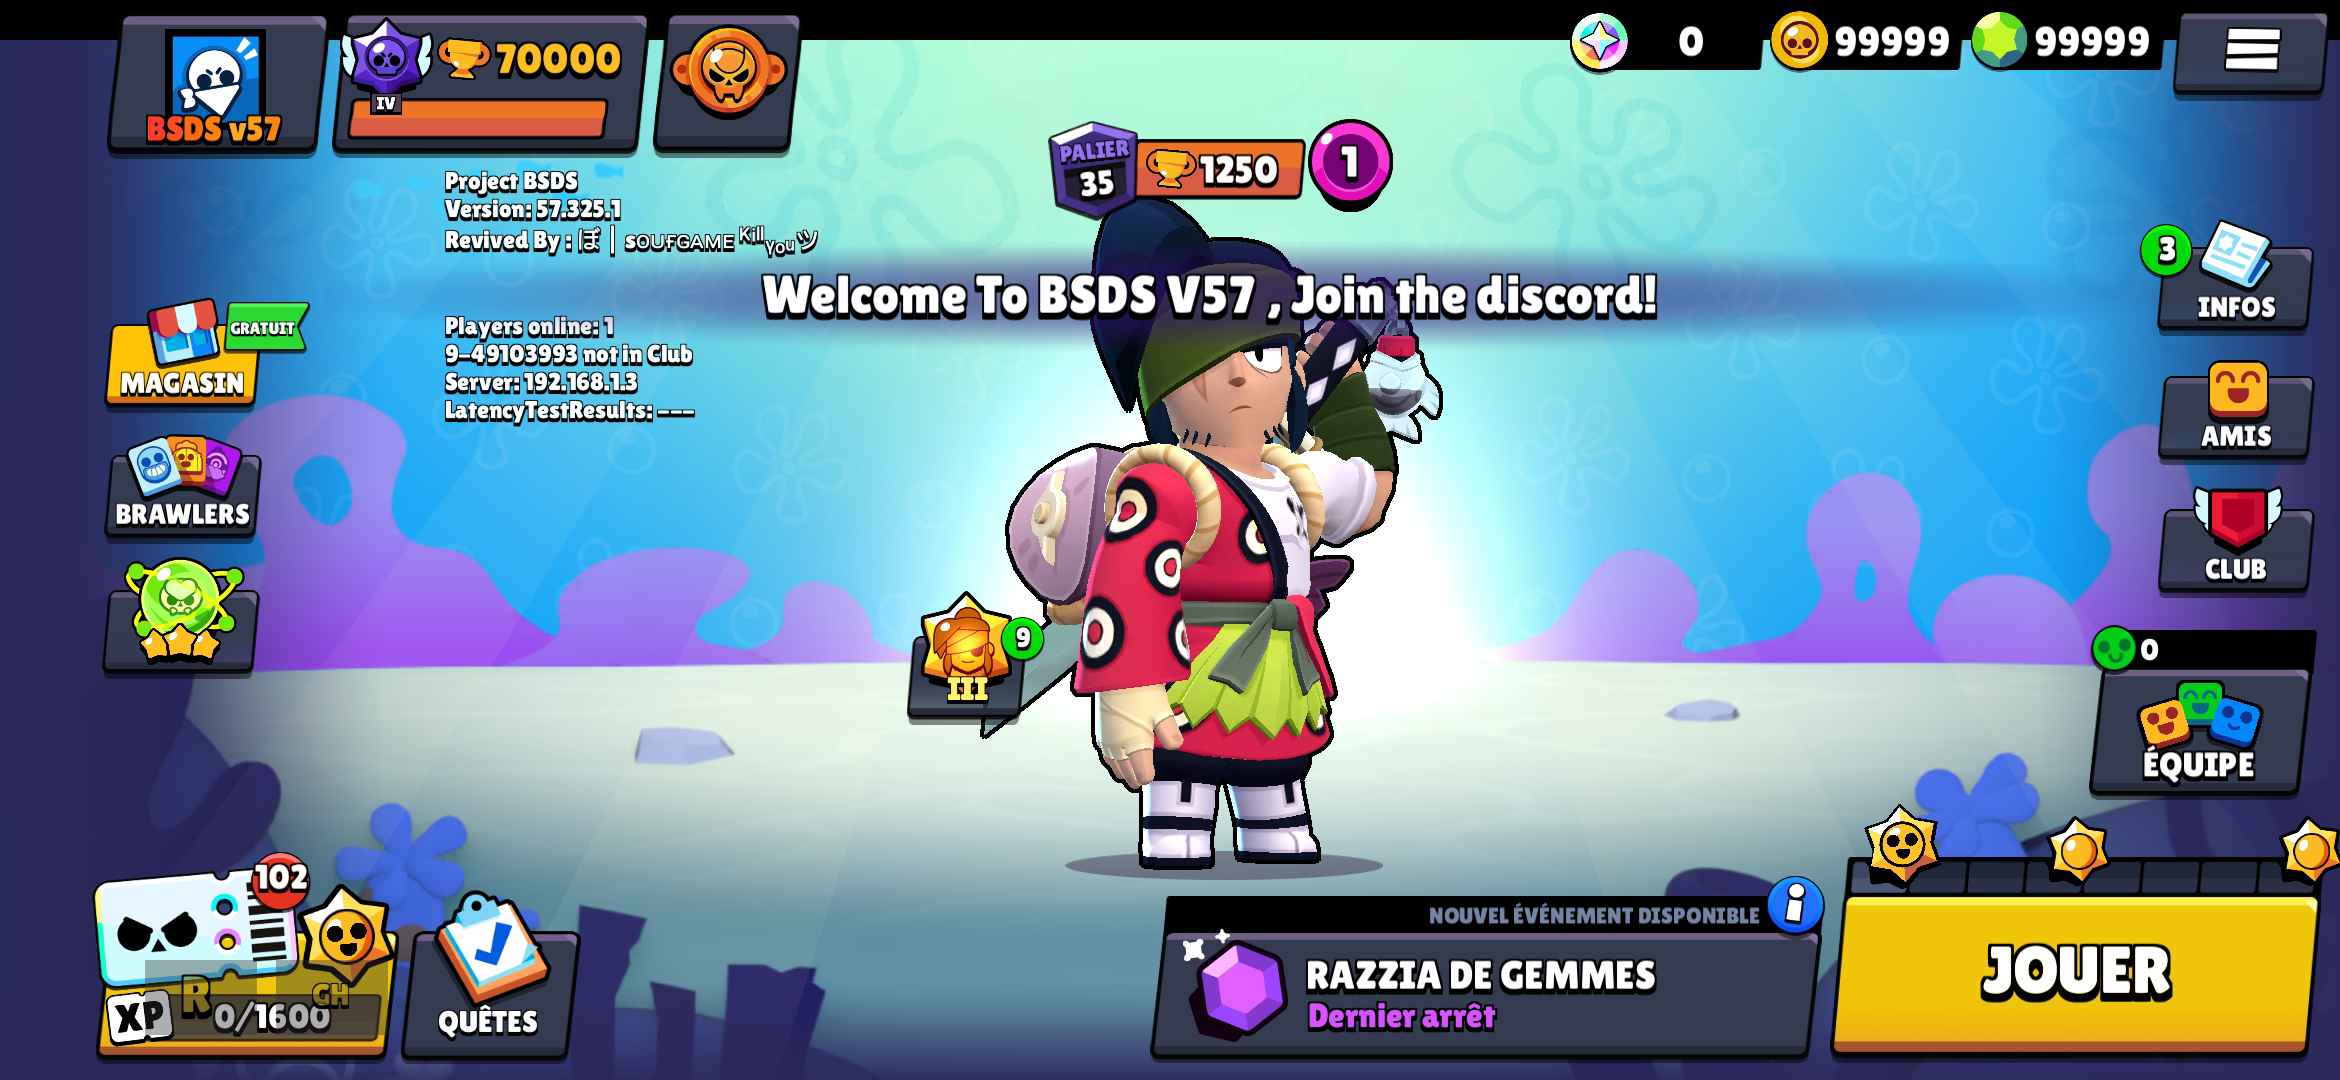 BSDS v57
IV
70000
0
99999
99999
PALIER
35
1250
1
Project BSDS
Version: 57.325.1
Revived By : ぼ | sOUFGAME Kill You ツ
Welcome To BSDS V57 , Join the discord!
Players online: 1
9-49103993 not in Club
Server: 192.168.1.3
LatencyTestResults: ---
GRATUIT
MAGASIN
BRAWLERS
3
INFOS
AMIS
CLUB
0
ÉQUIPE
9
III
102
XP
R
GH
0/1600
QUÊTES
NOUVEL ÉVÉNEMENT DISPONIBLE
i
RAZZIA DE GEMMES
Dernier arrêt
JOUER